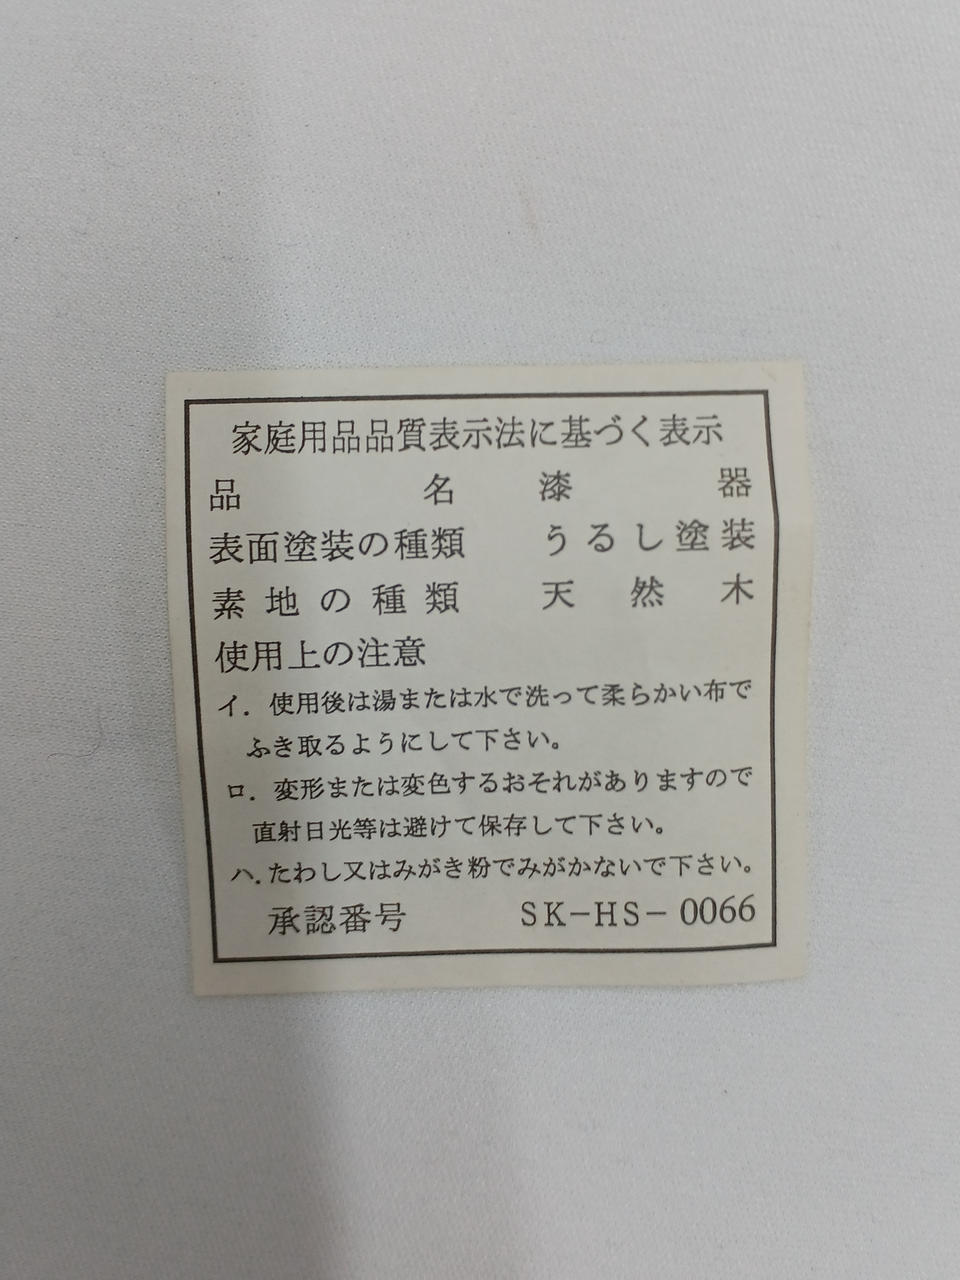 家庭用品品質表示法に基づく表示
品名 漆器
表面塗装の種類 うるし塗装
素地の種類 天然木
使用上の注意
イ．使用後は湯または水で洗って柔らかい布で
ふき取るようにして下さい。
ロ．変形または変色するおそれがありますので
直射日光等は避けて保存して下さい。
ハ．たわし又はみがき粉でみがかないで下さい。
承認番号 SK－HS－0066